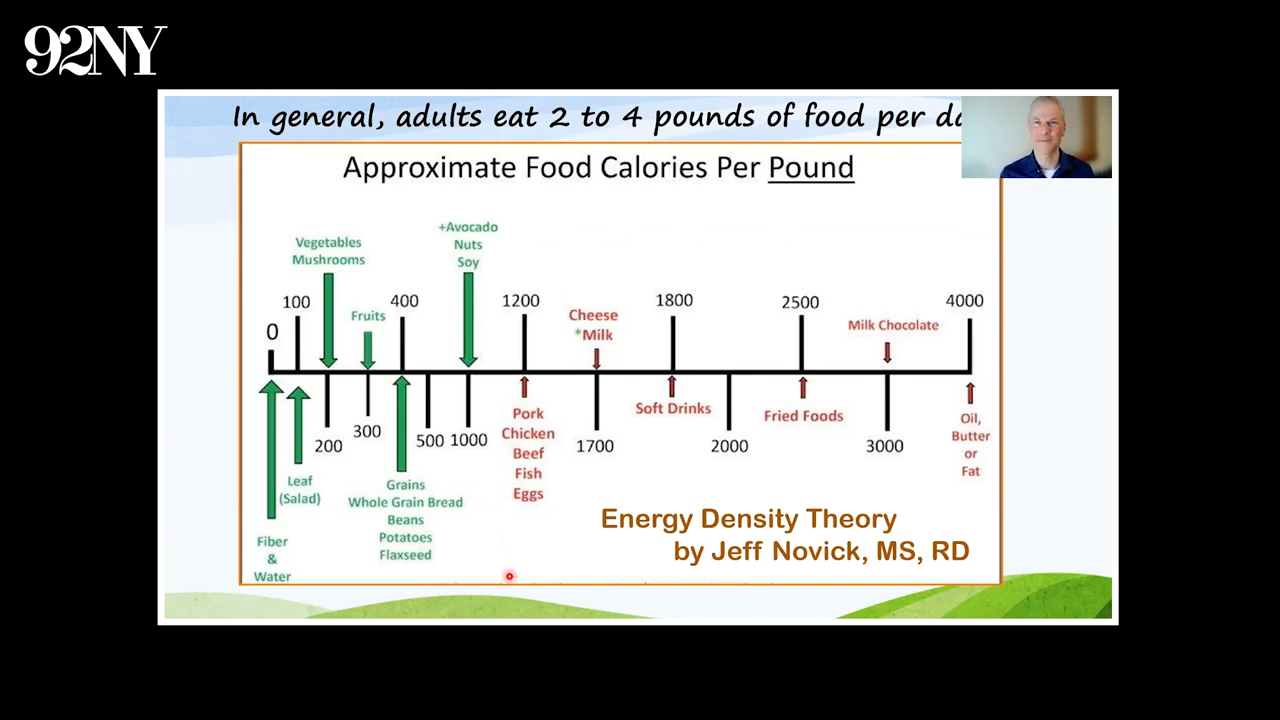 92NY
In general, adults eat 2 to 4 pounds of food per
Approximate Food Calories Per Pound
+Avocado
Nuts
Soy
Vegetables
Mushrooms
0
100
Fruits
400
1200
Cheese
*Milk
1800
2500
Milk Chocolate
4000
200
300
500
1000
1700
2000
3000
Fiber
&
Water
Leaf
(Salad)
Grains
Whole Grain Bread
Beans
Potatoes
Flaxseed
Pork
Chicken
Beef
Fish
Eggs
Soft Drinks
Fried Foods
Oil,
Butter
or
Fat
Energy Density Theory
by Jeff Novick, MS, RD